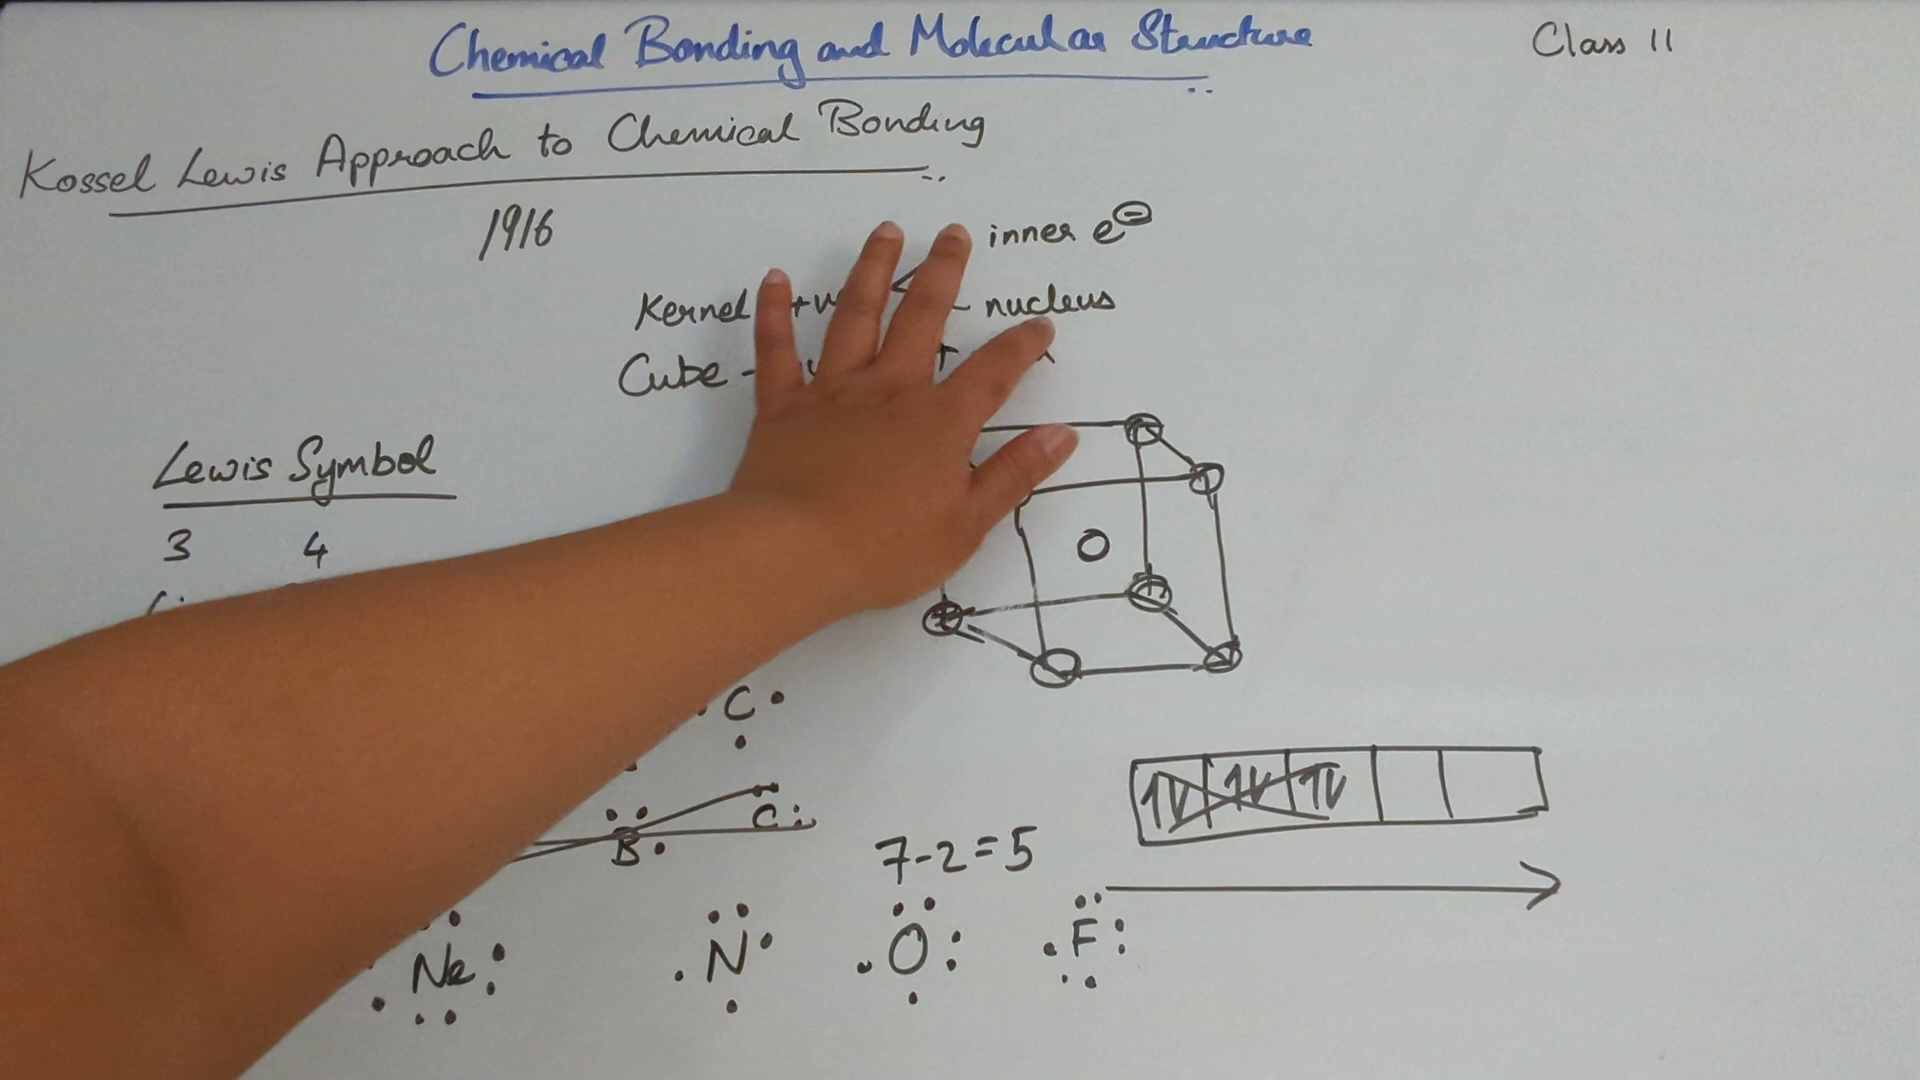 Chemical Bonding and Molecular Structure
Class 11
Kossel Lewis Approach to Chemical Bonding
1916
inner e⊖
Kernel
nucleus
Cube -
Lewis Symbol
3 4
O
C
B
7-2=5
Ne N O F